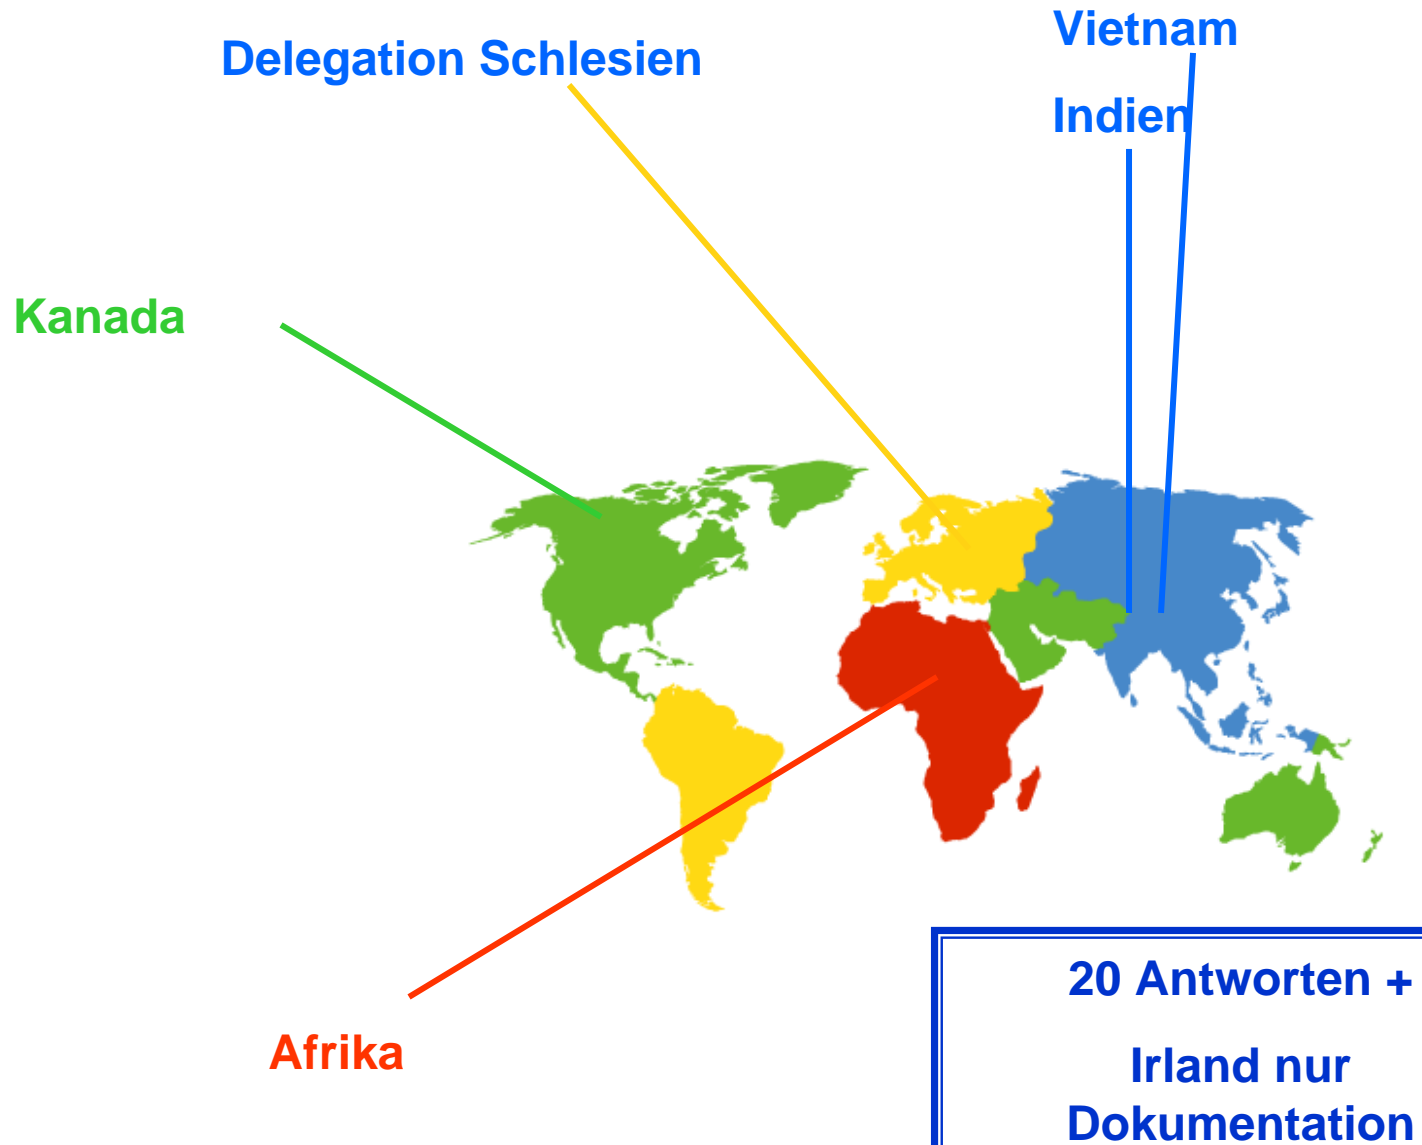 Vietnam
Delegation Schlesien
Indien
Kanada
20 Antworten +
Afrika
Irland nur
Dokumentation